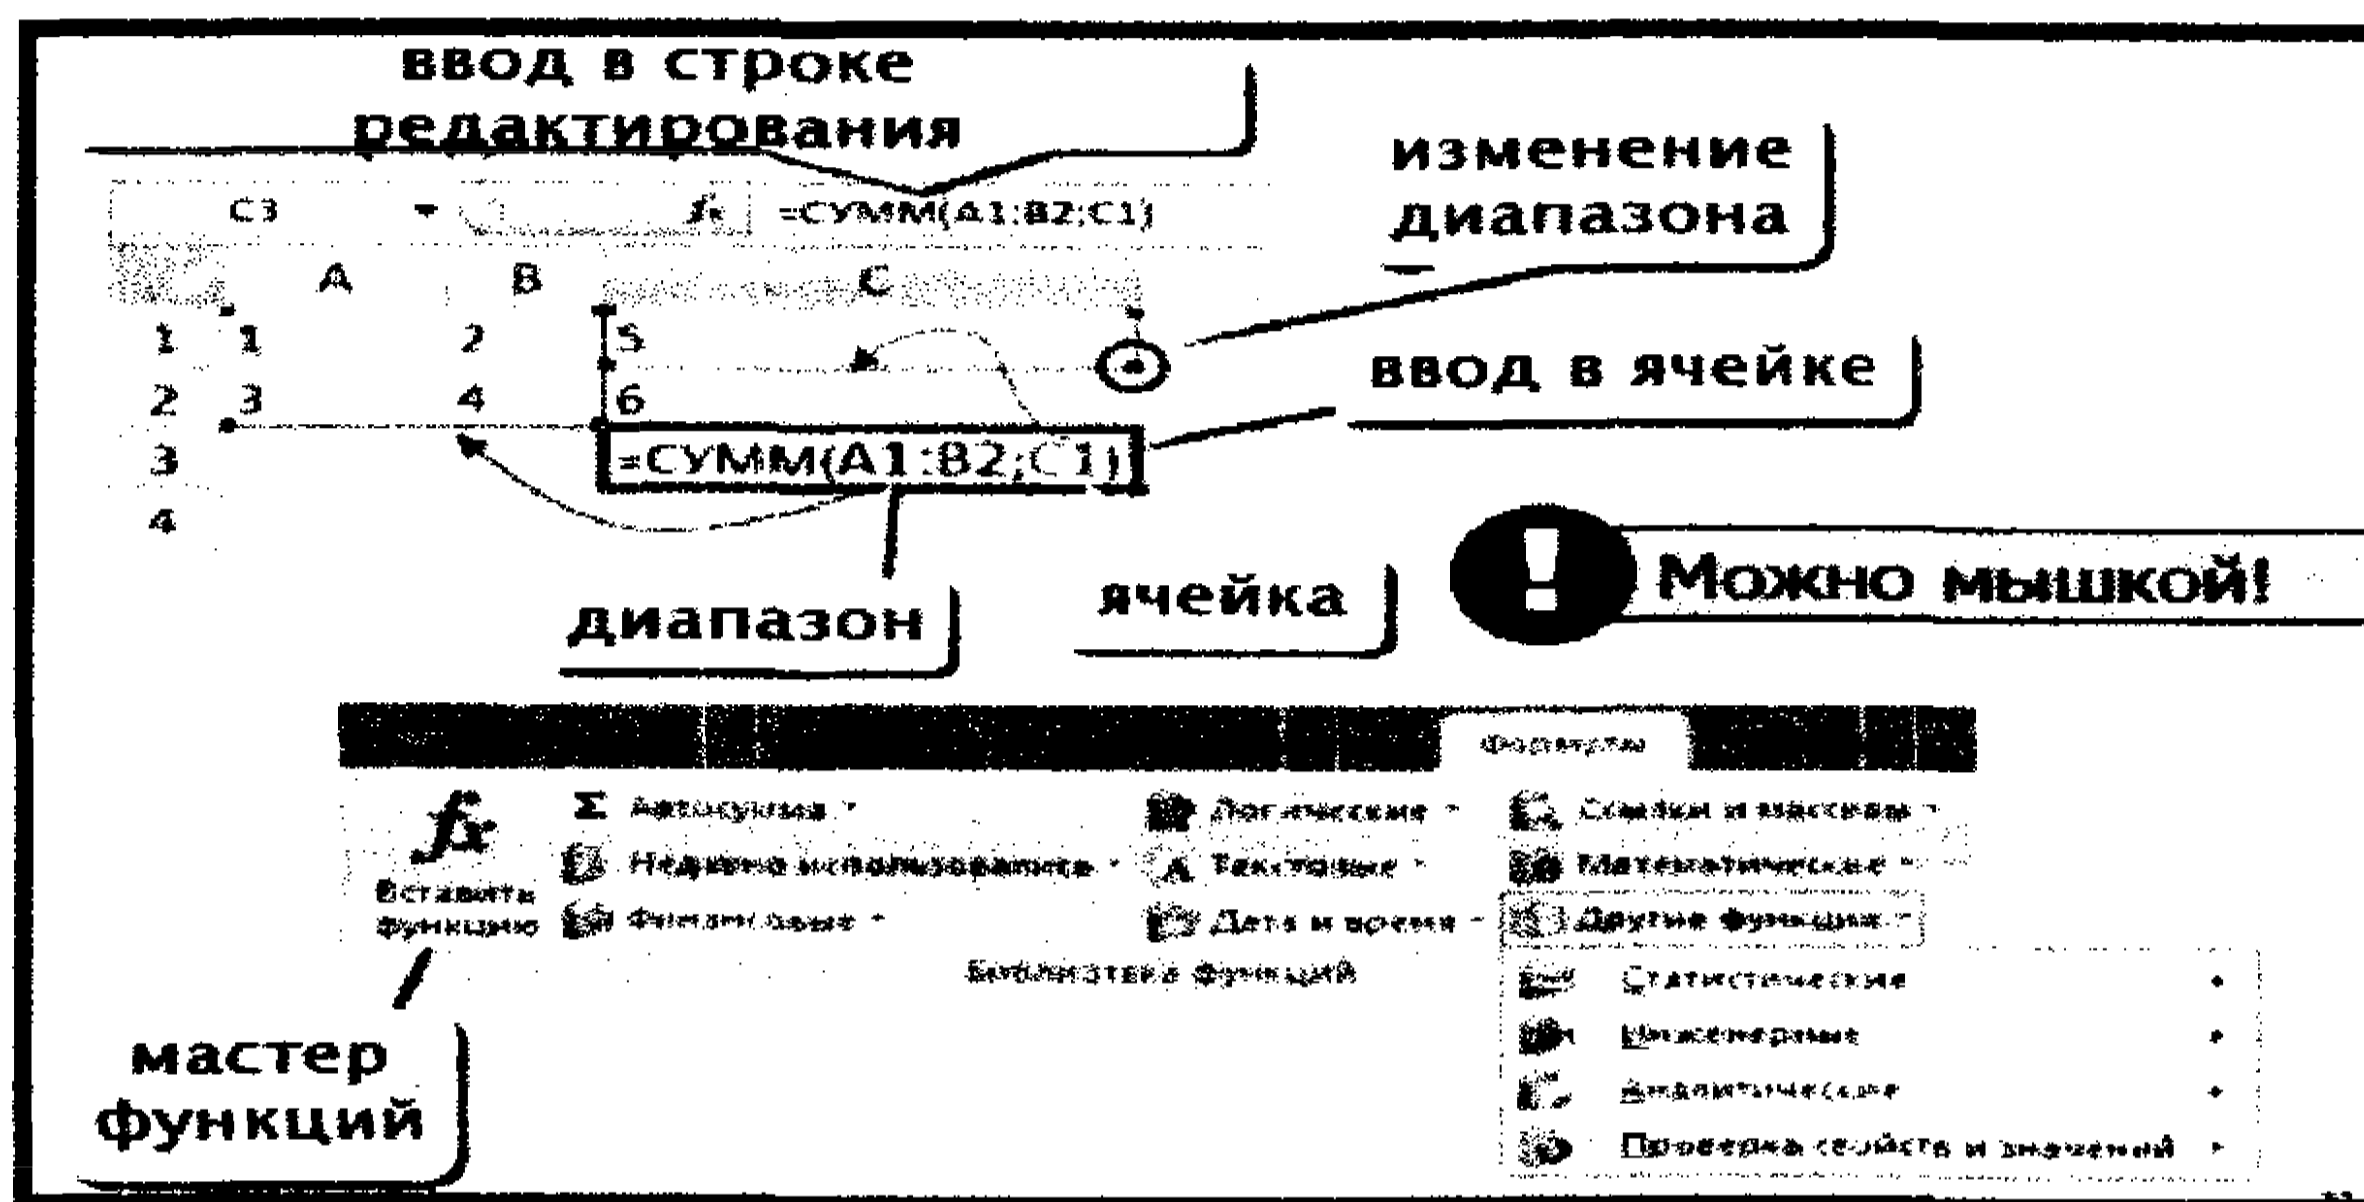 ввод в строке
редактирования
изменение
диапазона
C3 fx =СУММ(A1:B2;C1)
A B C
1 1 2 5
2 3 4 6
ввод в ячейке
3 =СУММ(A1:B2;C1)
4
диапазон
ячейка
! Можно мышкой!
Формулы
fx
Вставить
функцию
Σ Автосумма
Недавно использовались
Финансовые
Логические
Текстовые
Дата и время
Ссылки и массивы
Математические
Другие функции
Библиотека функций
Статистические
Инженерные
Аналитические
Проверка свойств и значений
мастер
функций